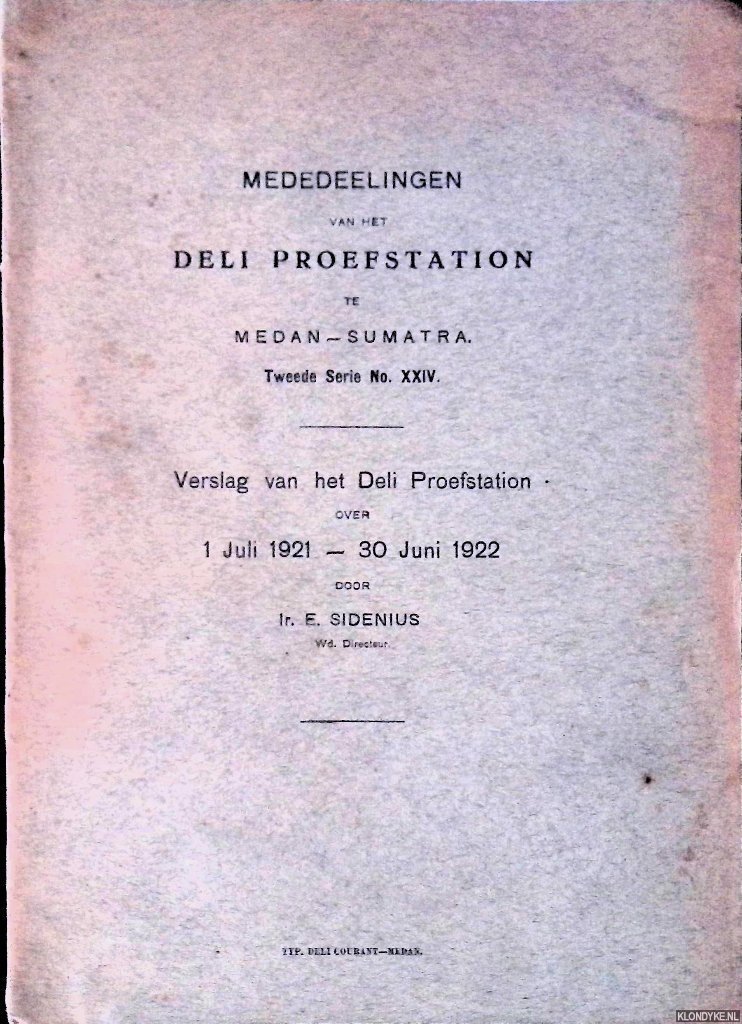 MEDEDEELINGEN
VAN HET
DELI PROEFSTATION
TE
MEDAN — SUMATRA.
Tweede Serie No. XXIV.
Verslag van het Deli Proefstation
OVER
1 Juli 1921 — 30 Juni 1922
DOOR
Ir. E. SIDENIUS
Wd. Directeur.
TYP. DELI COURANT—MEDAN.
KLONDYKE.NL